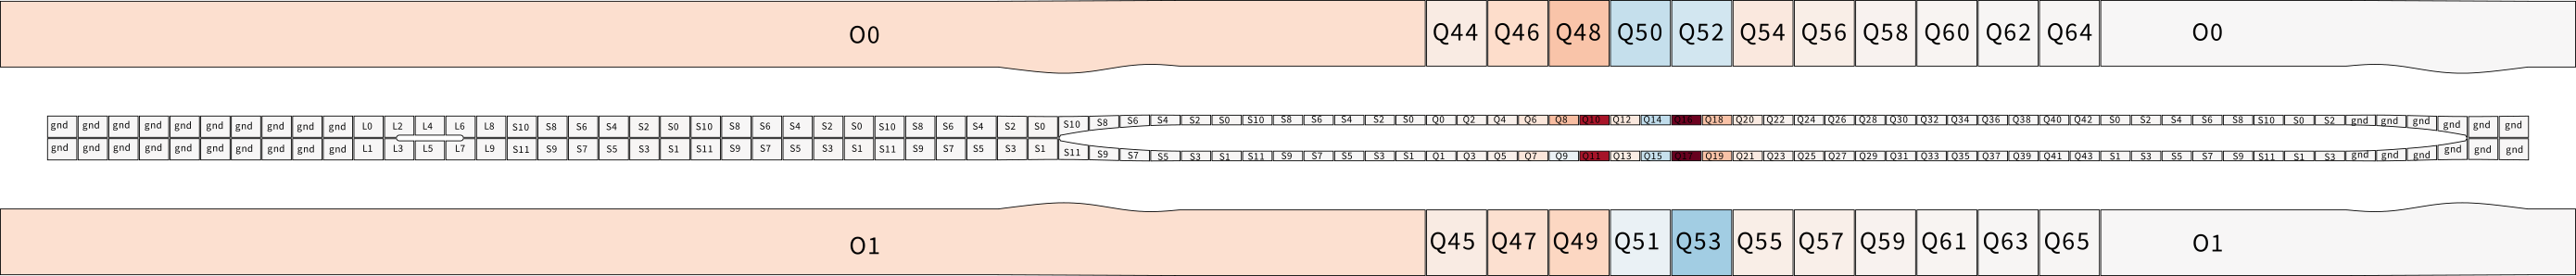 O0 Q44 Q46 Q48 Q50 Q52 Q54 Q56 Q58 Q60 Q62 Q64 O0
gnd gnd gnd gnd gnd gnd gnd gnd gnd gnd L0 L2 L4 L6 L8 S10 S8 S6 S4 S2 S0 S10 S8 S6 S4 S2 S0 S10 S8 S6 S4 S2 S0 S10 S8 S6 S4 S2 S0 S10 S8 S6 S4 S2 S0 Q0 Q2 Q4 Q6 Q8 Q10 Q12 Q14 Q16 Q18 Q20 Q22 Q24 Q26 Q28 Q30 Q32 Q34 Q36 Q38 Q40 Q42 S0 S2 S4 S6 S8 S10 S0 S2 gnd gnd gnd gnd gnd gnd
gnd gnd gnd gnd gnd gnd gnd gnd gnd gnd L1 L3 L5 L7 L9 S11 S9 S7 S5 S3 S1 S11 S9 S7 S5 S3 S1 S11 S9 S7 S5 S3 S1 S11 S9 S7 S5 S3 S1 S11 S9 S7 S5 S3 S1 Q1 Q3 Q5 Q7 Q9 Q11 Q13 Q15 Q17 Q19 Q21 Q23 Q25 Q27 Q29 Q31 Q33 Q35 Q37 Q39 Q41 Q43 S1 S3 S5 S7 S9 S11 S1 S3 gnd gnd gnd gnd gnd gnd
O1 Q45 Q47 Q49 Q51 Q53 Q55 Q57 Q59 Q61 Q63 Q65 O1